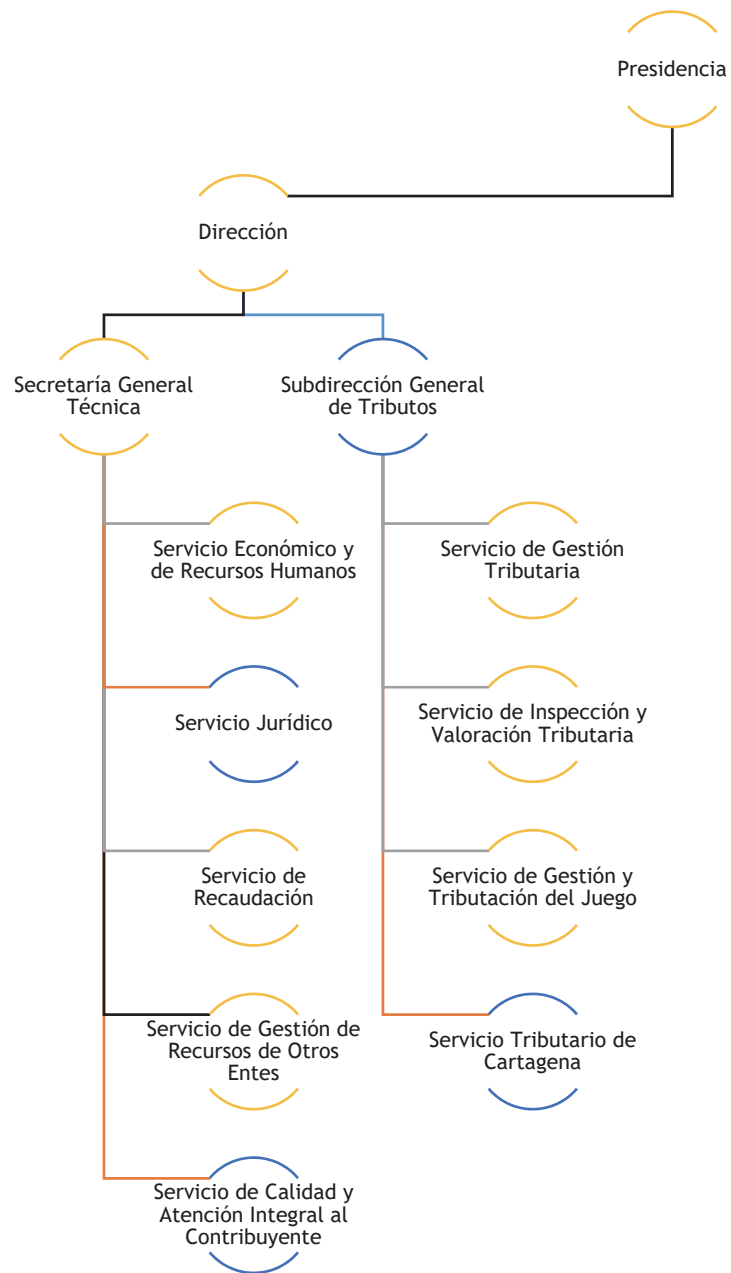 Presidencia
Dirección
Secretaría General
Técnica
Subdirección General
de Tributos
Servicio Económico y
de Recursos Humanos
Servicio de Gestión
Tributaria
Servicio Jurídico
Servicio de Inspección y
Valoración Tributaria
Servicio de
Recaudación
Servicio de Gestión y
Tributación del Juego
Servicio de Gestión de
Recursos de Otros
Entes
Servicio Tributario de
Cartagena
Servicio de Calidad y
Atención Integral al
Contribuyente